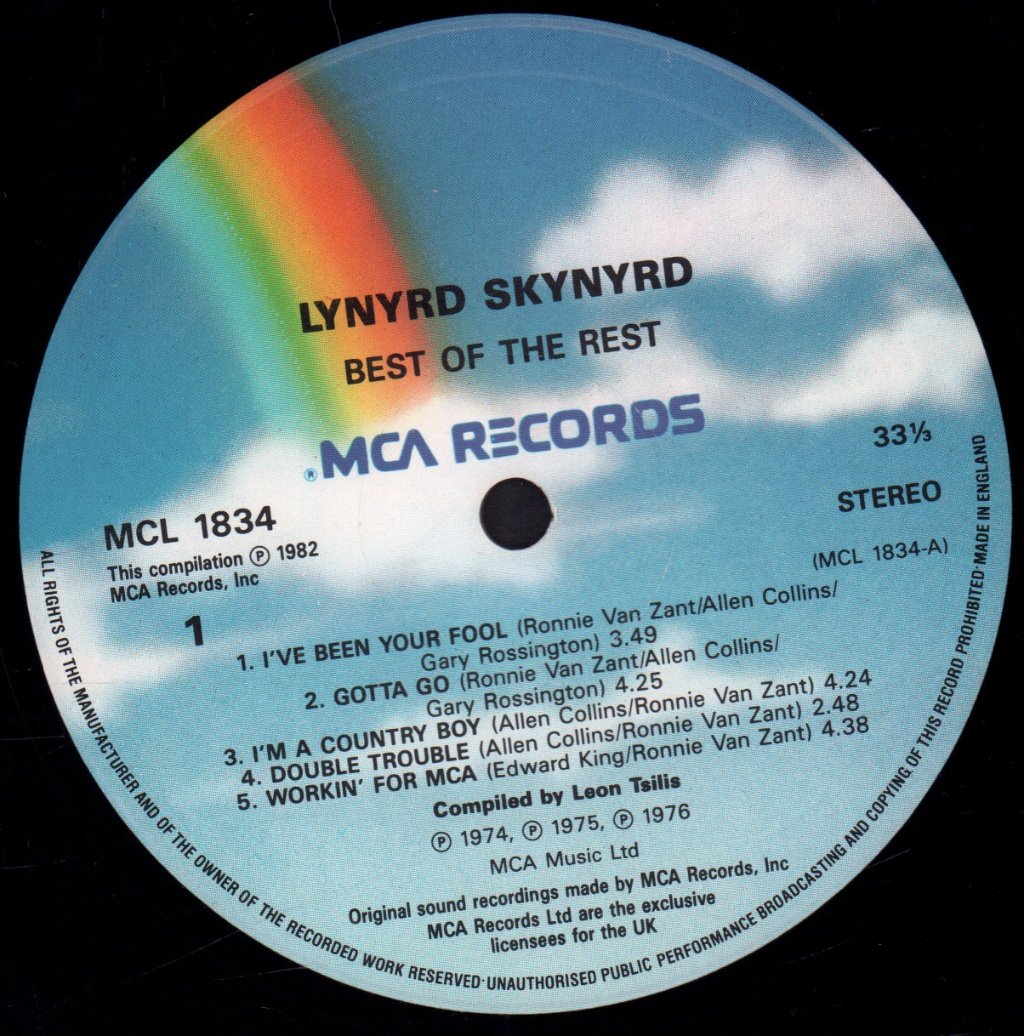 LYNYRD SKYNYRD
BEST OF THE REST
® MCA RECORDS
33⅓
STEREO
MCL 1834
This compilation Ⓟ 1982
MCA Records, Inc
(MCL 1834-A)
1
1. I'VE BEEN YOUR FOOL (Ronnie Van Zant/Allen Collins/
Gary Rossington) 3.49
2. GOTTA GO (Ronnie Van Zant/Allen Collins/
Gary Rossington) 4.25
3. I'M A COUNTRY BOY (Allen Collins/Ronnie Van Zant) 4.24
4. DOUBLE TROUBLE (Allen Collins/Ronnie Van Zant) 2.48
5. WORKIN' FOR MCA (Edward King/Ronnie Van Zant) 4.38
Compiled by Leon Tsilis
Ⓟ 1974, Ⓟ 1975, Ⓟ 1976
MCA Music Ltd
Original sound recordings made by MCA Records, Inc
MCA Records Ltd are the exclusive
licensees for the UK
ALL RIGHTS OF THE MANUFACTURER AND OF THE OWNER OF THE RECORDED WORK RESERVED·UNAUTHORISED PUBLIC PERFORMANCE BROADCASTING AND COPYING OF THIS RECORD PROHIBITED·MADE IN ENGLAND